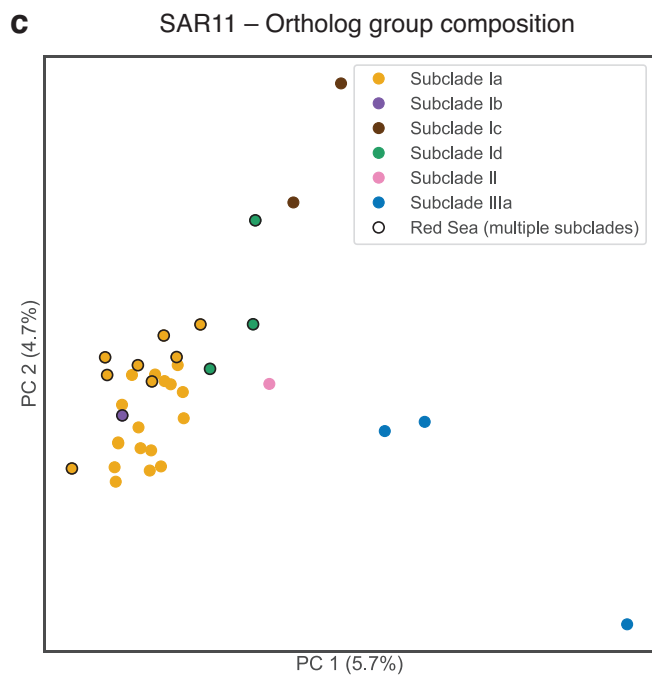 c
SAR11 – Ortholog group composition
Subclade Ia
Subclade Ib
Subclade Ic
Subclade Id
Subclade II
Subclade IIIa
Red Sea (multiple subclades)
PC 2 (4.7%)
PC 1 (5.7%)